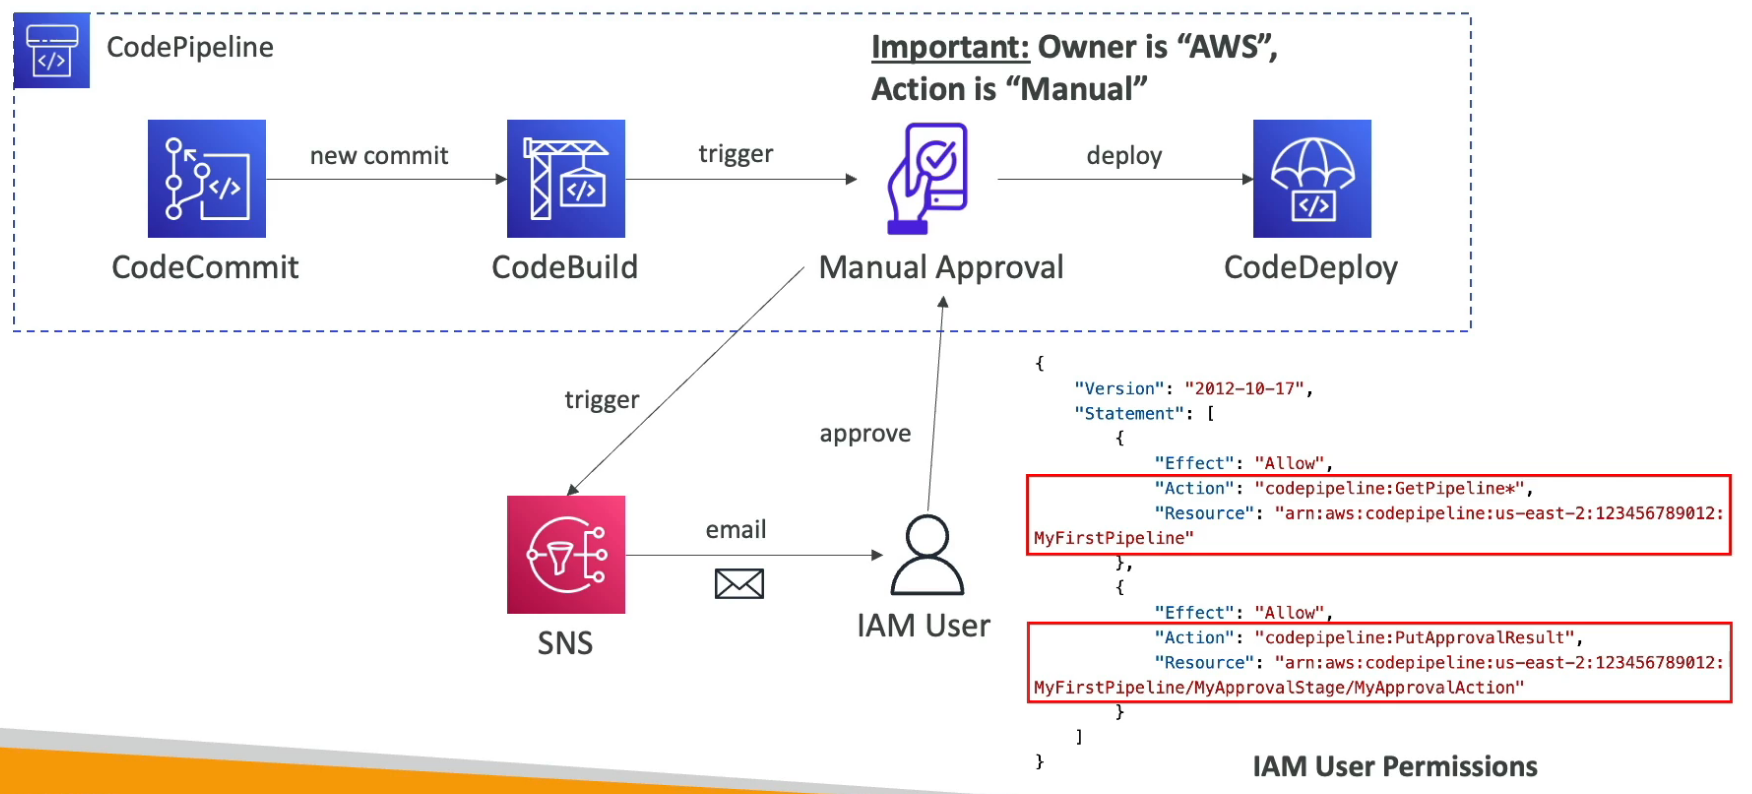 CodePipeline
Important: Owner is “AWS”,
Action is “Manual”
new commit
trigger
deploy
CodeCommit
CodeBuild
Manual Approval
CodeDeploy
trigger
approve
email
SNS
IAM User
{
"Version": "2012-10-17",
"Statement": [
{
"Effect": "Allow",
"Action": "codepipeline:GetPipeline*",
"Resource": "arn:aws:codepipeline:us-east-2:123456789012:
MyFirstPipeline"
},
{
"Effect": "Allow",
"Action": "codepipeline:PutApprovalResult",
"Resource": "arn:aws:codepipeline:us-east-2:123456789012:
MyFirstPipeline/MyApprovalStage/MyApprovalAction"
}
]
}
IAM User Permissions